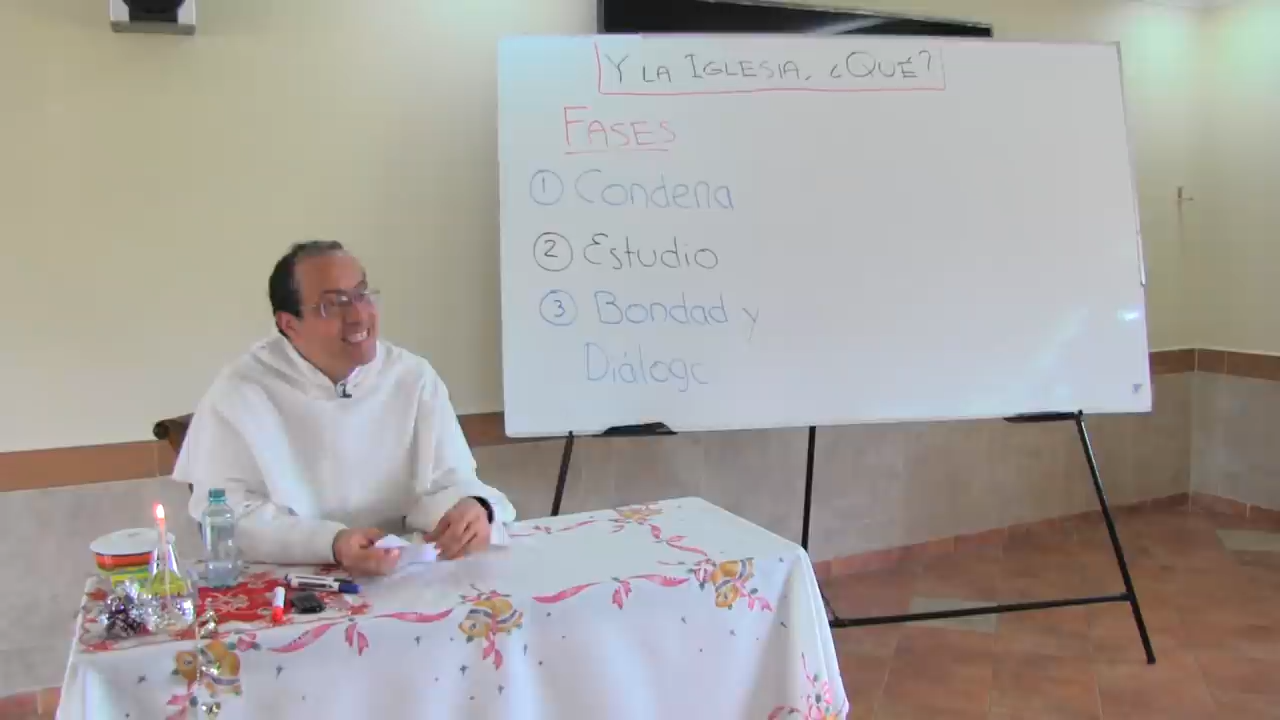 Y LA IGLESIA, ¿QUÉ?
FASES
① Condena
② Estudio
③ Bondad y
Diálogo